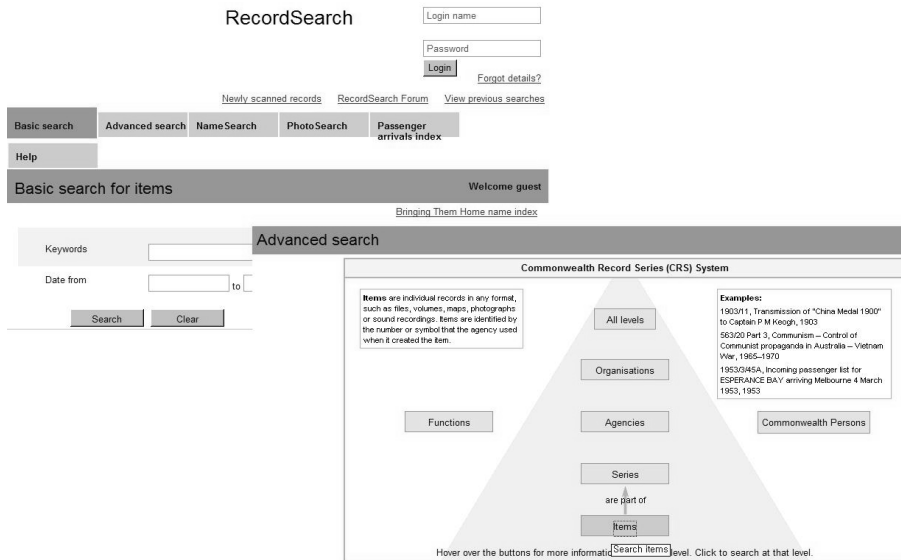 RecordSearch
Login name
Password
Login
Forgot details?
Newly scanned records RecordSearch Forum View previous searches
Basic search Advanced search NameSearch PhotoSearch Passenger
arrivals index
Help
Basic search for items Welcome guest
Bringing Them Home name index
Keywords
Date from to
Search Clear
Advanced search
Commonwealth Record Series (CRS) System
Items are individual records in any format,
such as files, volumes, maps, photographs
or sound recordings. Items are identified by
the number or symbol that the agency used
when it created the item.
All levels
Examples:
1903/11, Transmission of "China Medal 1900"
to Captain P M Keogh, 1903
563/20 Part 3, Communism – Control of
Communist propaganda in Australia – Vietnam
War, 1965–1970
1953/3/45A, Incoming passenger list for
ESPERANCE BAY arriving Melbourne 4 March
1953, 1953
Organisations
Functions Agencies Commonwealth Persons
Series
are part of
Items
Search items
Hover over the buttons for more informatio level. Click to search at that level.